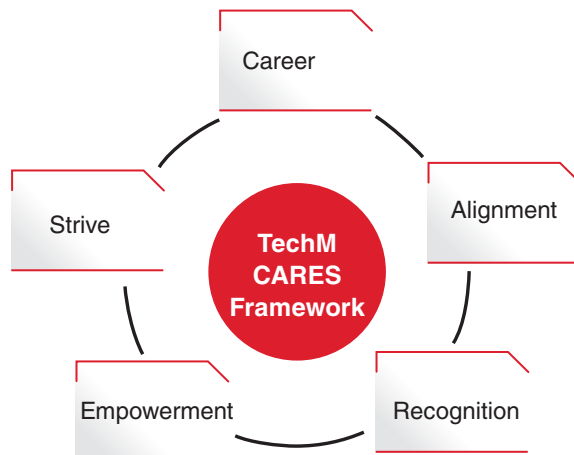 Career
Alignment
Recognition
Empowerment
Strive
TechM
CARES
Framework